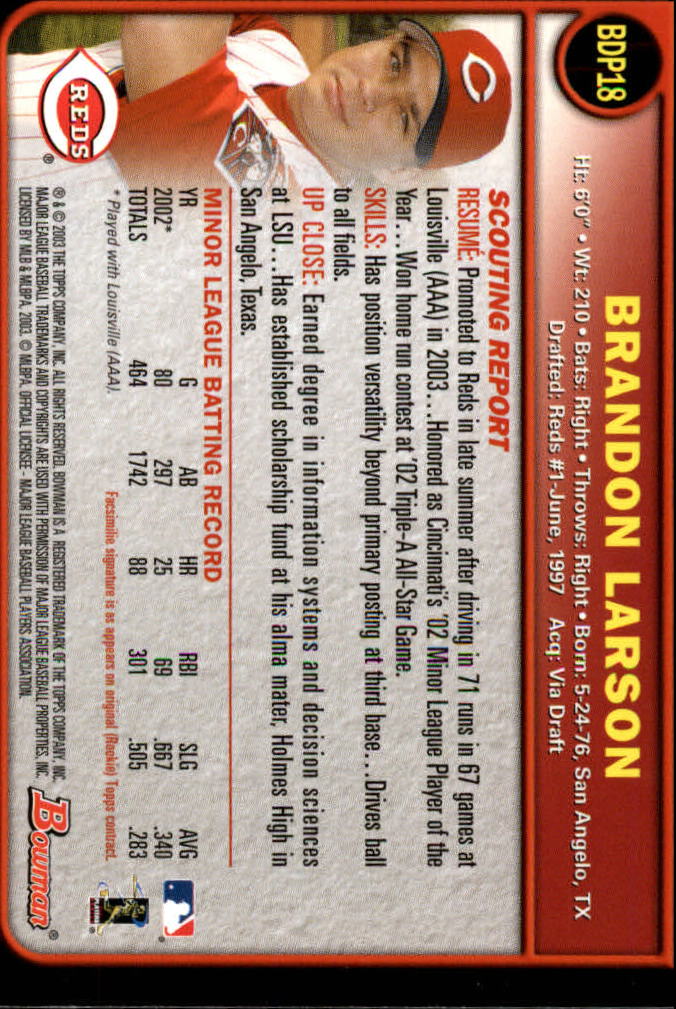 BDP18
BRANDON LARSON
Ht: 6'0" • Wt: 210 • Bats: Right • Throws: Right • Born: 5-24-76, San Angelo, TX
Drafted: Reds #1-June, 1997 Acq: Via Draft
SCOUTING REPORT
RESUMÉ: Promoted to Reds in late summer after driving in 71 runs in 67 games at
Louisville (AAA) in 2003...Honored as Cincinnati's '02 Minor League Player of the
Year... Won home run contest at '02 Triple-A All-Star Game.
SKILLS: Has position versatility beyond primary posting at third base...Drives ball
to all fields.
UP CLOSE: Earned degree in information systems and decision sciences
at LSU...Has established scholarship fund at his alma mater, Holmes High in
San Angelo, Texas.
MINOR LEAGUE BATTING RECORD
YR G AB HR RBI SLG AVG
2002* 80 297 25 69 .667 .340
TOTALS 464 1742 88 301 .505 .283
* Played with Louisville (AAA).
Facsimile signature is as appears on original (Rookie) Topps contract.
® & © 2003 THE TOPPS COMPANY, INC. ALL RIGHTS RESERVED. BOWMAN IS A REGISTERED TRADEMARK OF THE TOPPS COMPANY, INC.
MAJOR LEAGUE BASEBALL TRADEMARKS AND COPYRIGHTS ARE USED WITH PERMISSION OF MAJOR LEAGUE BASEBALL PROPERTIES, INC.
LICENSED BY MLB & MLBPA. 2003. © MLBPA. OFFICIAL LICENSEE - MAJOR LEAGUE BASEBALL PLAYERS ASSOCIATION.
REDS ®
Bowman ®